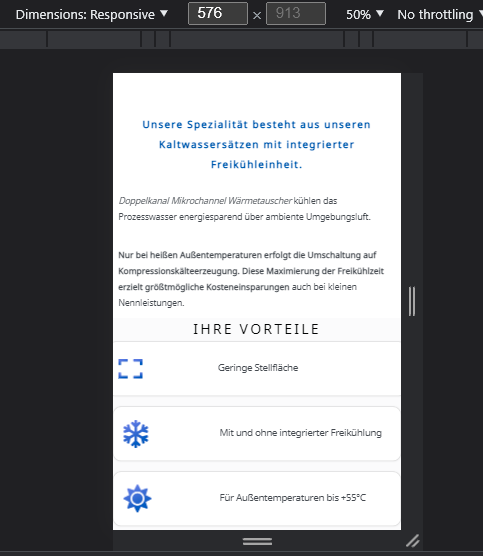 Dimensions: Responsive ▼ 576 × 913 50% ▼ No throttling ▼
Unsere Spezialität besteht aus unseren
Kaltwassersätzen mit integrierter
Freikühleinheit.
Doppelkanal Mikrochannel Wärmetauscher kühlen das
Prozesswasser energiesparend über ambiente Umgebungsluft.
Nur bei heißen Außentemperaturen erfolgt die Umschaltung auf
Kompressionskälteerzeugung. Diese Maximierung der Freikühlzeit
erzielt größtmögliche Kosteneinsparungen auch bei kleinen
Nennleistungen.
IHRE VORTEILE
Geringe Stellfläche
Mit und ohne integrierter Freikühlung
Für Außentemperaturen bis +55°C